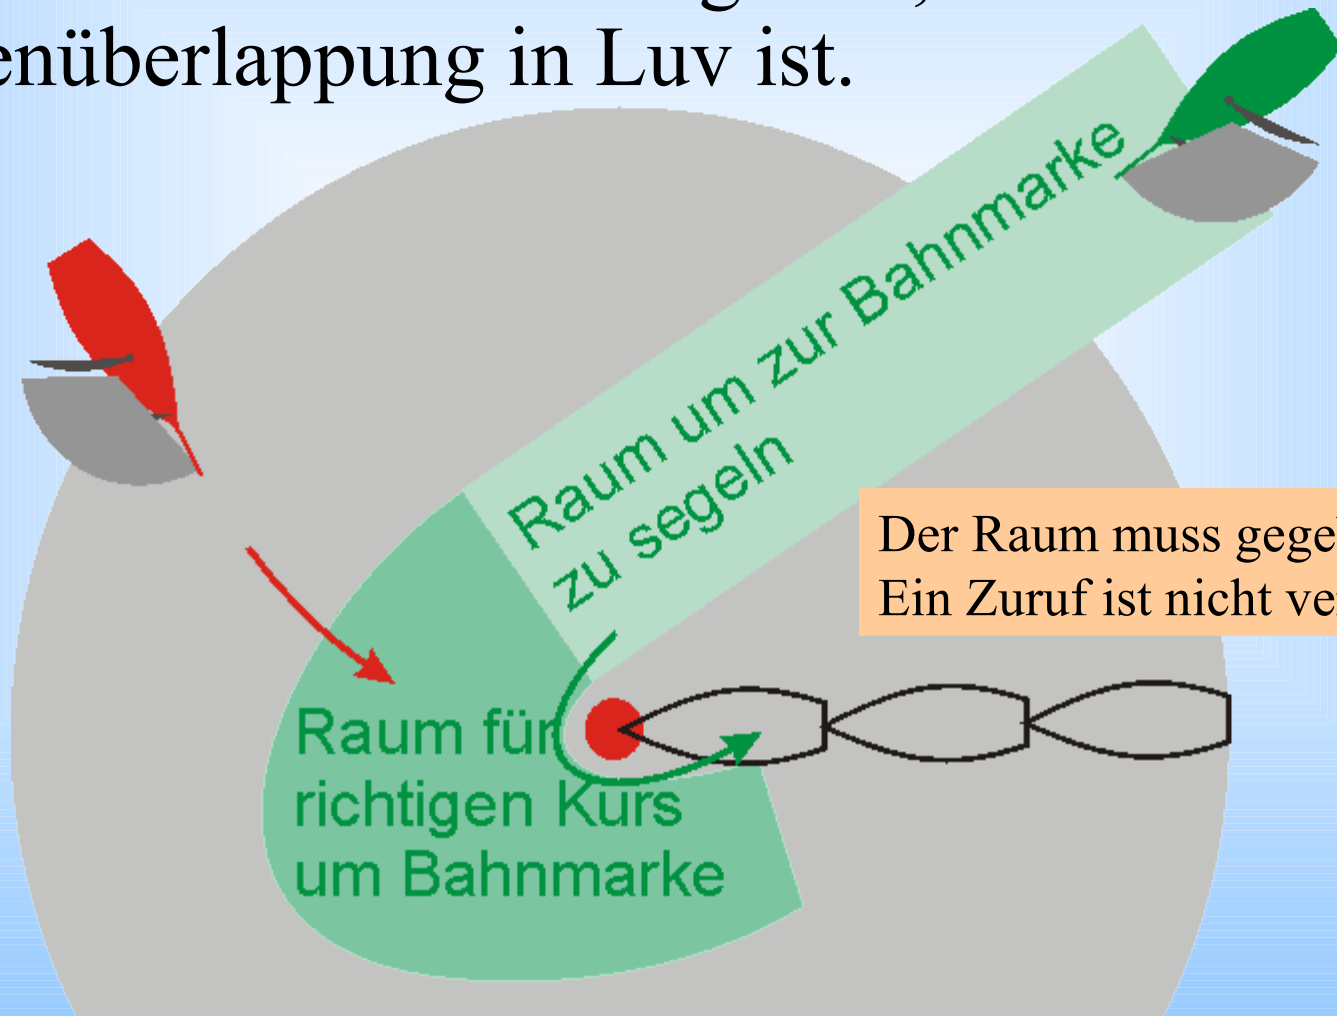 enüberlappung in Luv ist.
Raum um zur Bahnmarke
zu segeln
Der Raum muss gege
Ein Zuruf ist nicht ve
Raum für
richtigen Kurs
um Bahnmarke